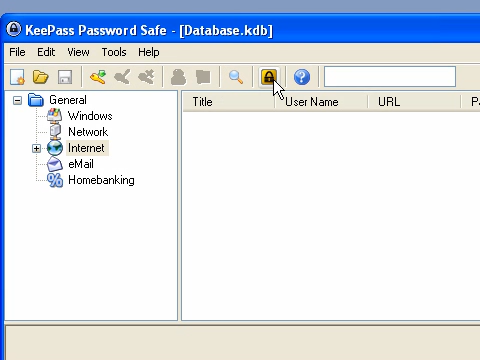 KeePass Password Safe - [Database.kdb]
File Edit View Tools Help
Title User Name URL
General
Windows
Network
Internet
eMail
Homebanking